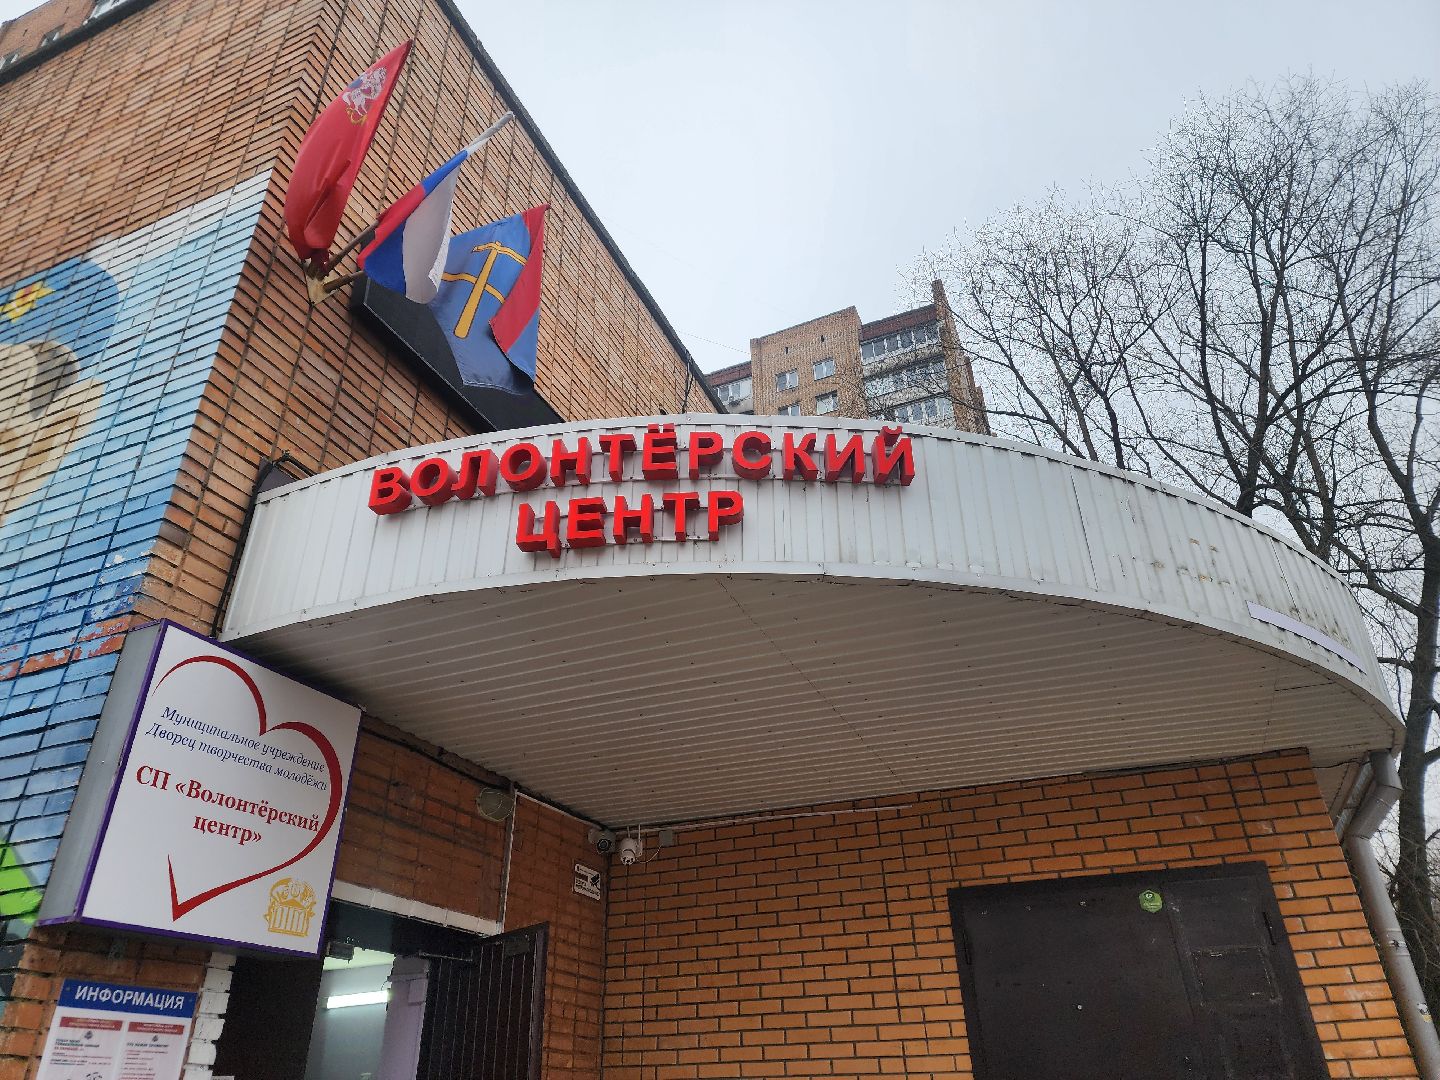 ВОЛОНТЁРСКИЙ
ЦЕНТР
Муниципальное учреждение
Дворец творчества молодёжи
СП «Волонтёрский
центр»
ИНФОРМАЦИЯ